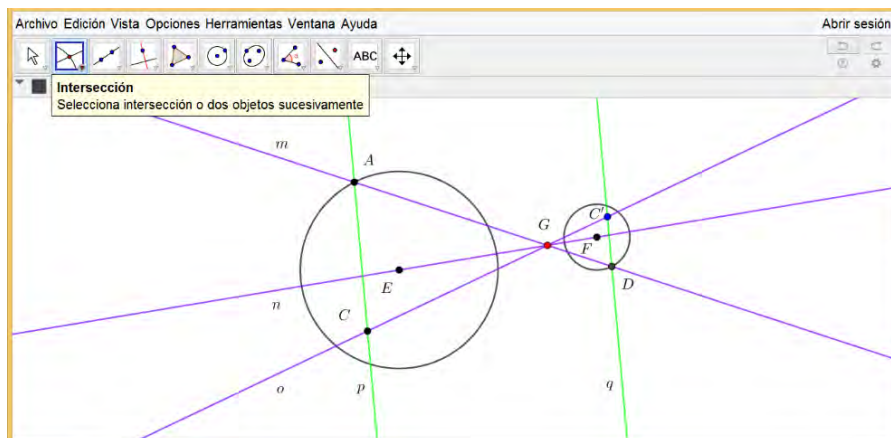 Archivo Edición Vista Opciones Herramientas Ventana Ayuda Abrir sesión
ABC
Intersección
Selecciona intersección o dos objetos sucesivamente
m
A
G
C'
F
E
D
n
C
o
p
q